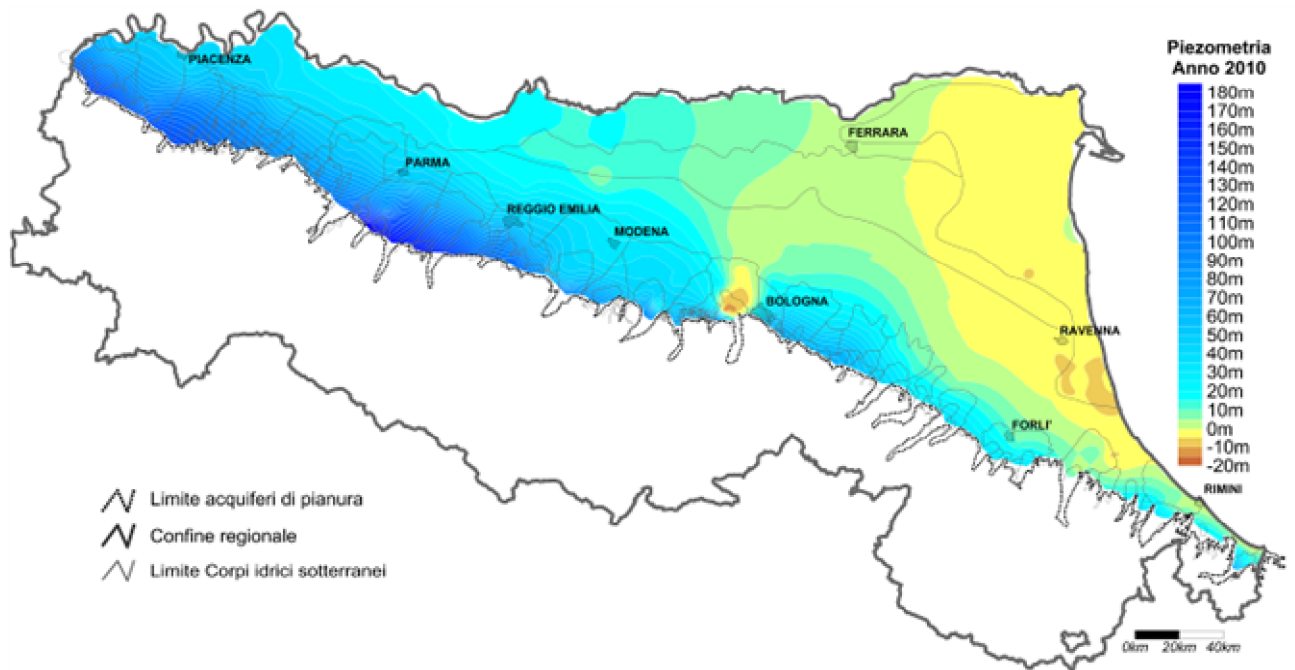 Piezometria
Anno 2010
180m
170m
160m
150m
140m
130m
120m
110m
100m
90m
80m
70m
60m
50m
40m
30m
20m
10m
0m
-10m
-20m
PIACENZA
PARMA
REGGIO EMILIA
MODENA
BOLOGNA
FERRARA
RAVENNA
FORLI'
RIMINI
Limite acquiferi di pianura
Confine regionale
Limite Corpi idrici sotterranei
0km 20km 40km